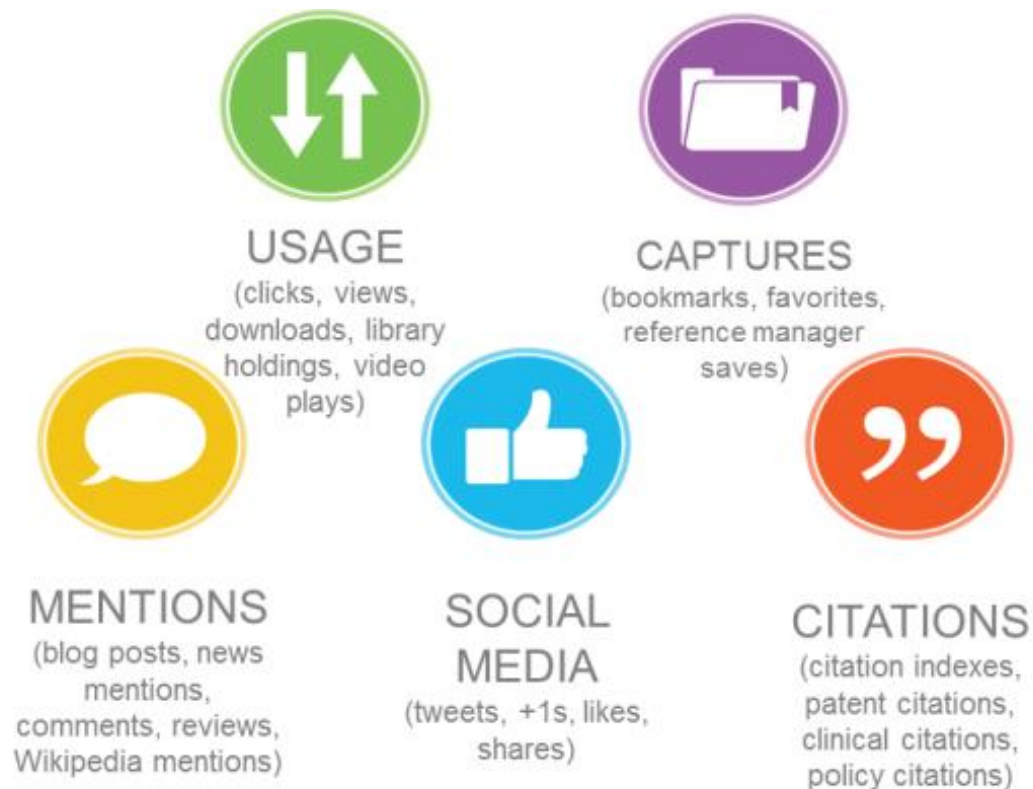 USAGE
(clicks, views,
downloads, library
holdings, video
plays)
CAPTURES
(bookmarks, favorites,
reference manager
saves)
MENTIONS
(blog posts, news
mentions,
comments, reviews,
Wikipedia mentions)
SOCIAL
MEDIA
(tweets, +1s, likes,
shares)
CITATIONS
(citation indexes,
patent citations,
clinical citations,
policy citations)